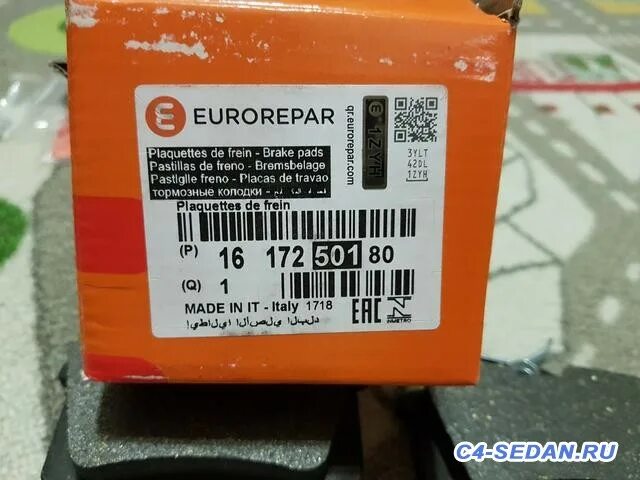 EUROREPAR
Plaquettes de frein - Brake pads
Pastillas de freno - Bremsbelage
Pastiglie freno - Placas de travao
тормозные колодки -
Plaquettes de frein
(P) 16 172 501 80
(Q) 1
MADE IN IT - Italy 1718
EAC
qr.eurorepar.com
1ZYH
3YLT
42DL
1ZYH
C4-SEDAN.RU